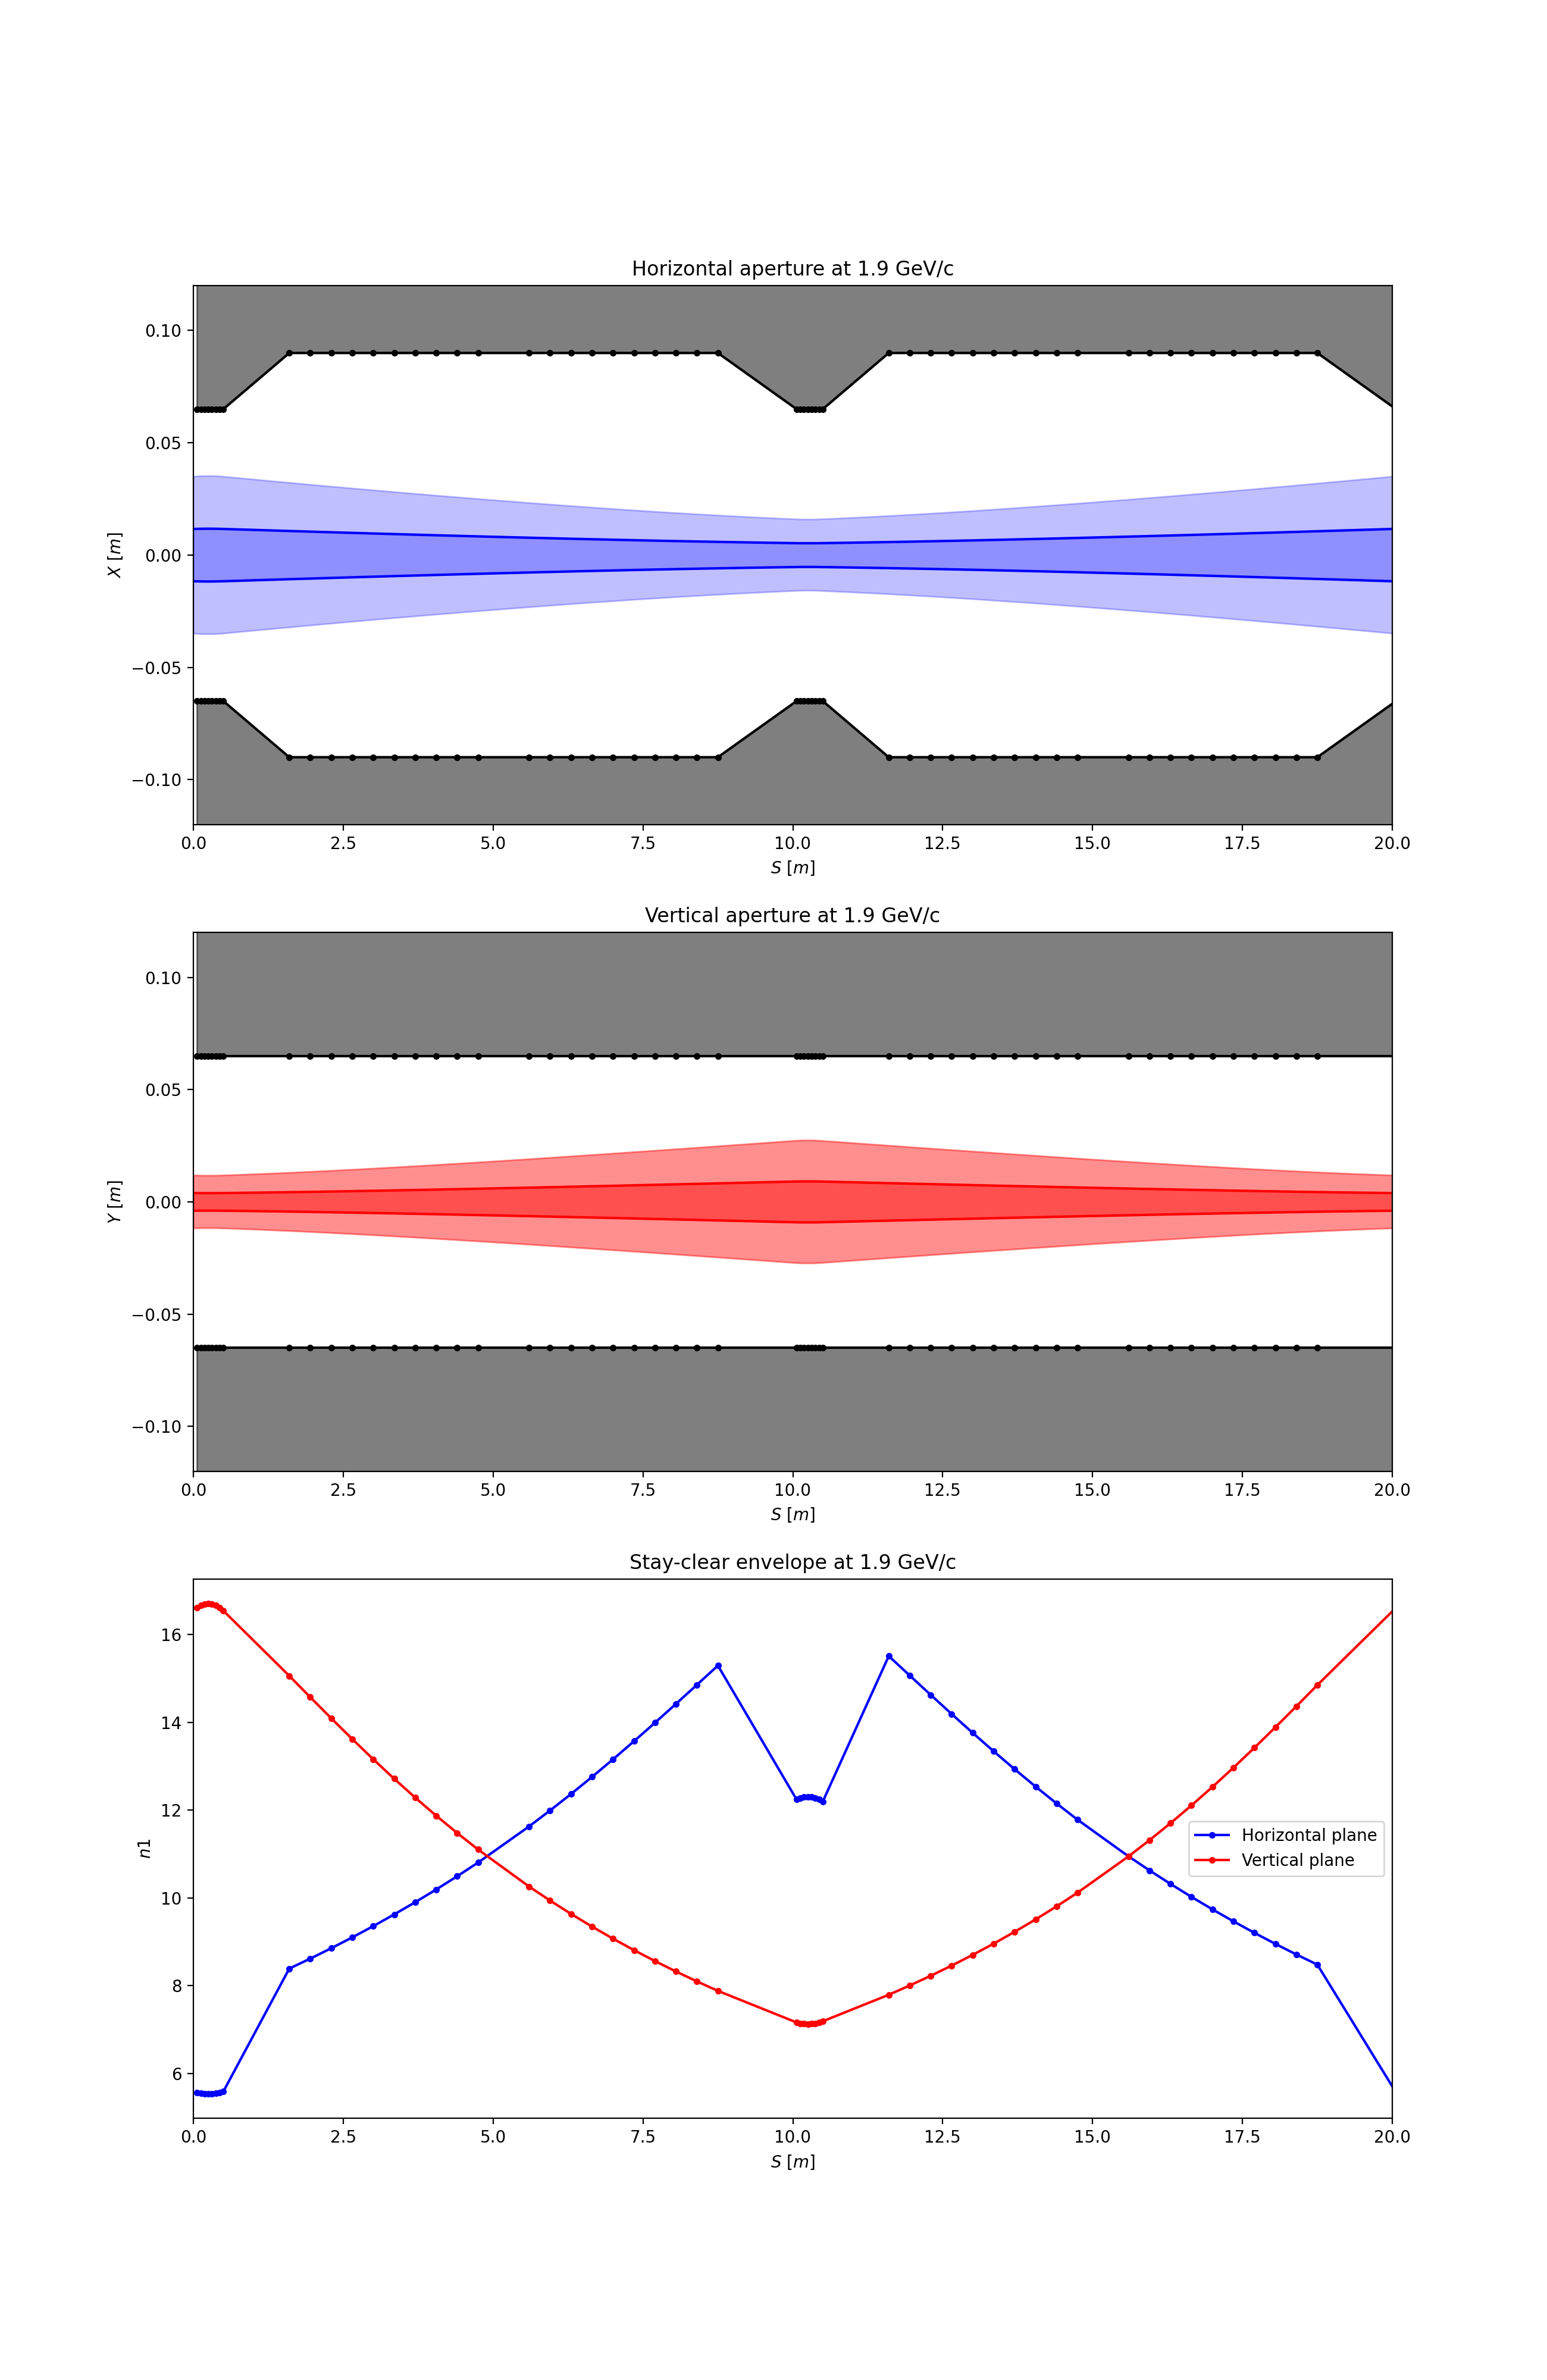 Horizontal aperture at 1.9 GeV/c
0.10
0.05
0.00
−0.05
−0.10
X [m]
0.0 2.5 5.0 7.5 10.0 12.5 15.0 17.5 20.0
S [m]
Vertical aperture at 1.9 GeV/c
0.10
0.05
0.00
−0.05
−0.10
Y [m]
0.0 2.5 5.0 7.5 10.0 12.5 15.0 17.5 20.0
S [m]
Stay-clear envelope at 1.9 GeV/c
16
14
12
10
8
6
n1
Horizontal plane
Vertical plane
0.0 2.5 5.0 7.5 10.0 12.5 15.0 17.5 20.0
S [m]